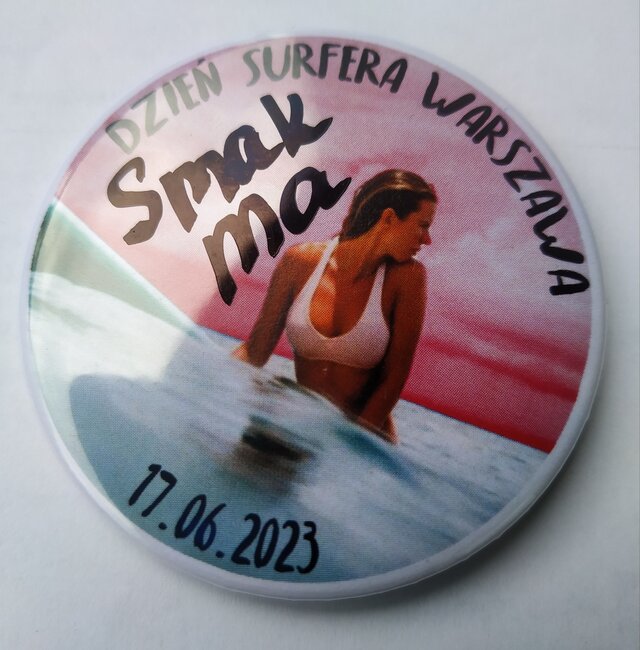 DZIEŃ SURFERA WARSZAWA
Smak
ma
17.06.2023